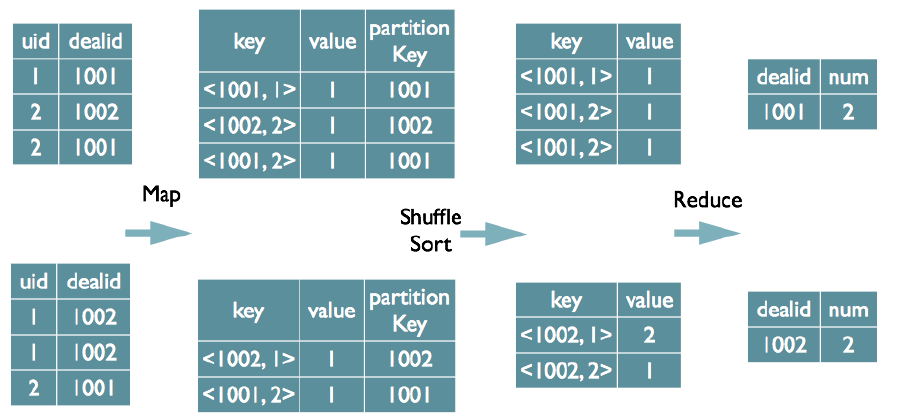 uid dealid
1 1001
2 1002
2 1001
key value partition Key
<1001, 1> 1 1001
<1002, 2> 1 1002
<1001, 2> 1 1001
key value
<1001, 1> 1
<1001, 2> 1
<1001, 2> 1
dealid num
1001 2
Map
Shuffle
Sort
Reduce
uid dealid
1 1002
1 1002
2 1001
key value partition Key
<1002, 1> 1 1002
<1001, 2> 1 1001
key value
<1002, 1> 2
<1002, 2> 1
dealid num
1002 2